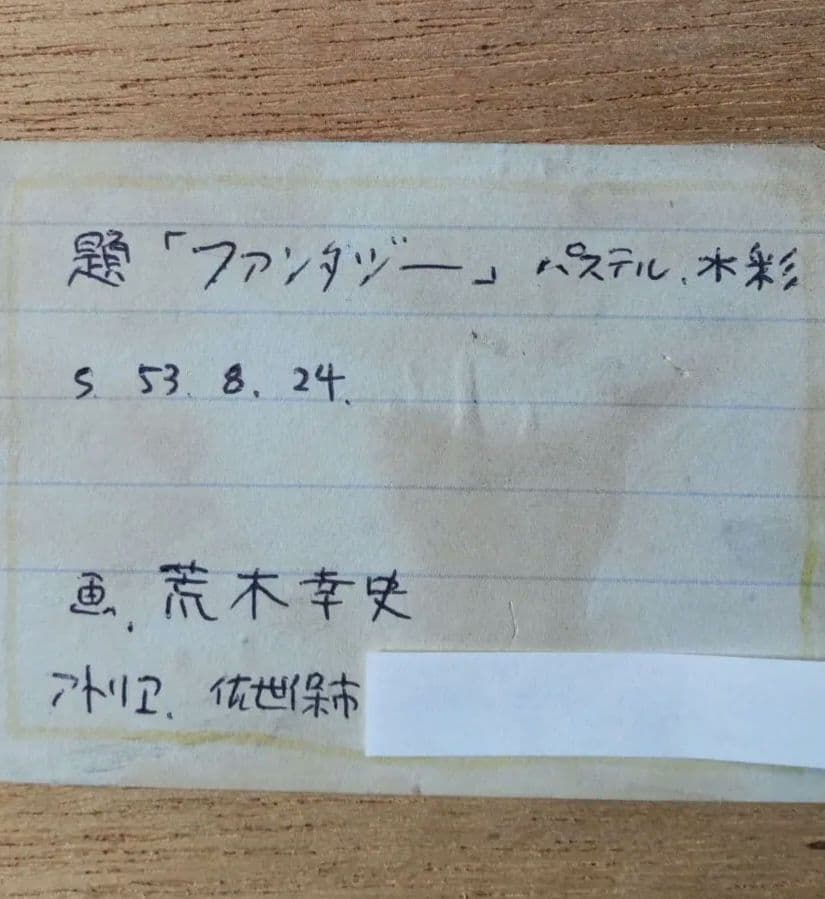 題「ファンタジー」パステル.水彩
S. 53. 8. 24.
画.荒木幸史
アトリエ.佐世保市